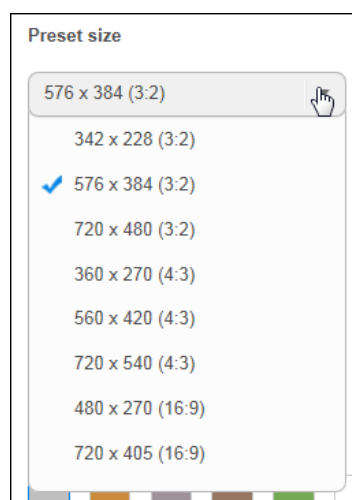 Preset size
576 x 384 (3:2)
342 x 228 (3:2)
576 x 384 (3:2)
720 x 480 (3:2)
360 x 270 (4:3)
560 x 420 (4:3)
720 x 540 (4:3)
480 x 270 (16:9)
720 x 405 (16:9)